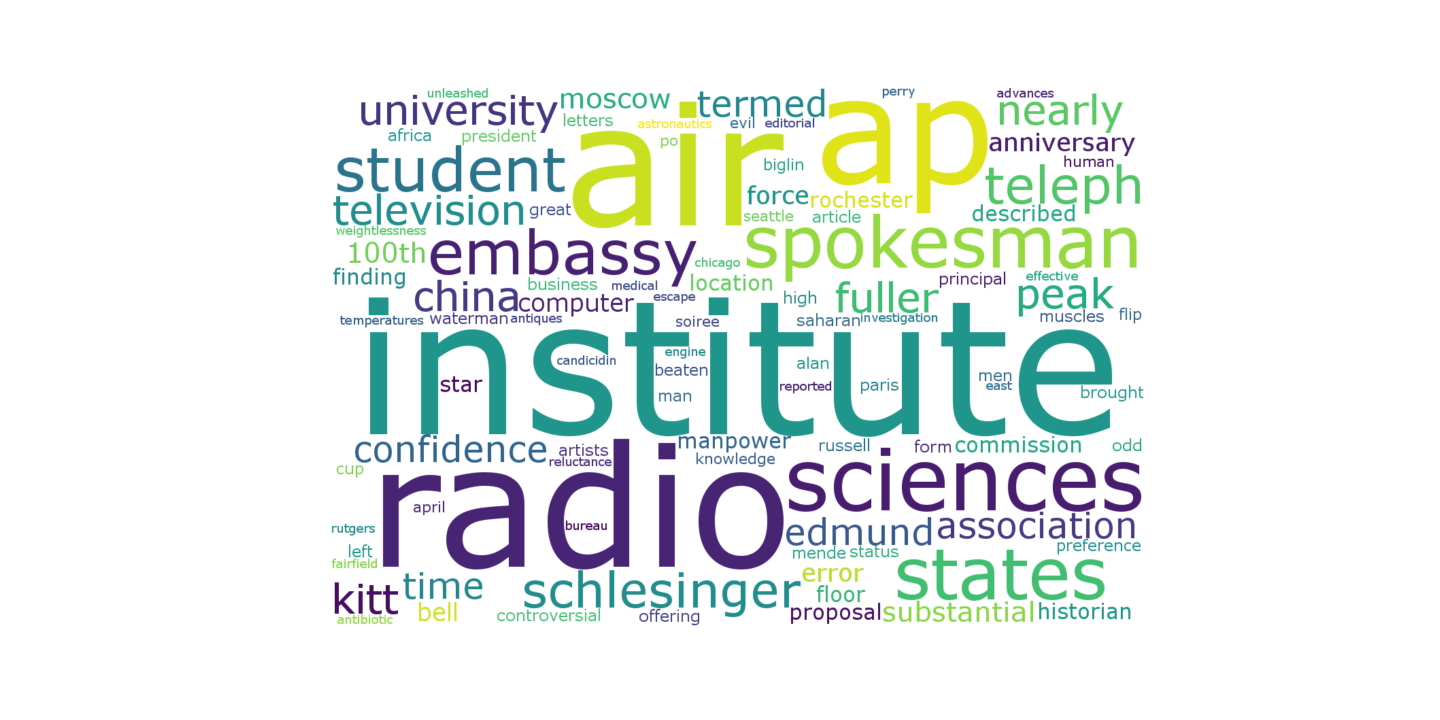 unleashed
university
moscow
termed
perry
advances
nearly
africa
president
letters
astronautics
evil
editorial
air
ap
anniversary
po
human
student
biglin
teleph
television
great
force
rochester
seattle
article
described
weightlessness
100th
embassy
spokesman
finding
chicago
location
principal
effective
business
medical
china
computer
escape
high
fuller
peak
temperatures
waterman
antiques
soiree
saharan
investigation
muscles
flip
institute
candicidin
engine
beaten
alan
men
star
man
reported
paris
east
brought
confidence
artists
manpower
russell
form
commission
odd
cup
reluctance
knowledge
radio
sciences
april
rutgers
bureau
edmund
association
left
mende
status
preference
fairfield
error
states
kitt
time
schlesinger
floor
antibiotic
bell
controversial
offering
proposal
substantial
historian